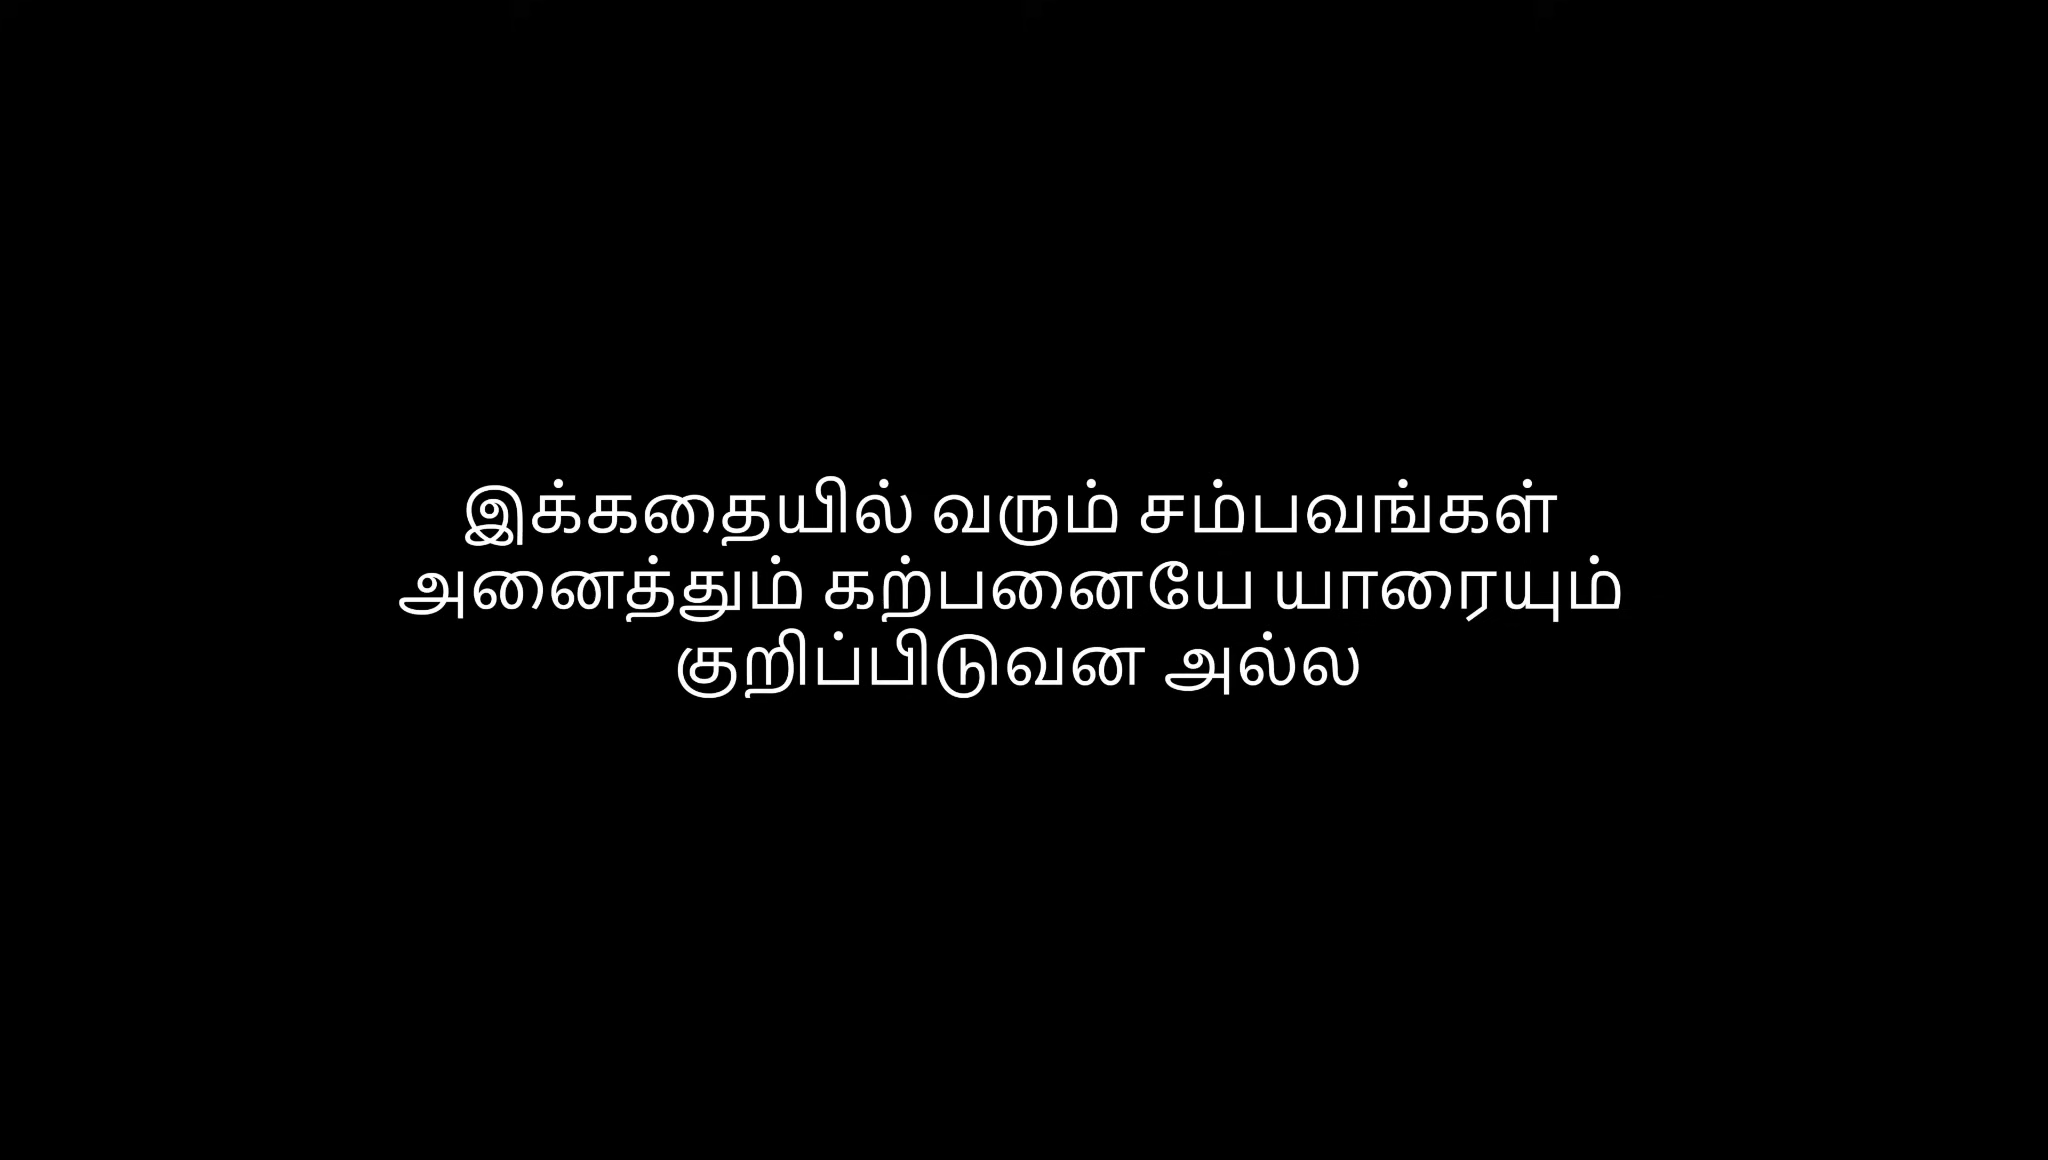 இக்கதையில் வரும் சம்பவங்கள்
அனைத்தும் கற்பனையே யாரையும்
குறிப்பிடுவன அல்ல